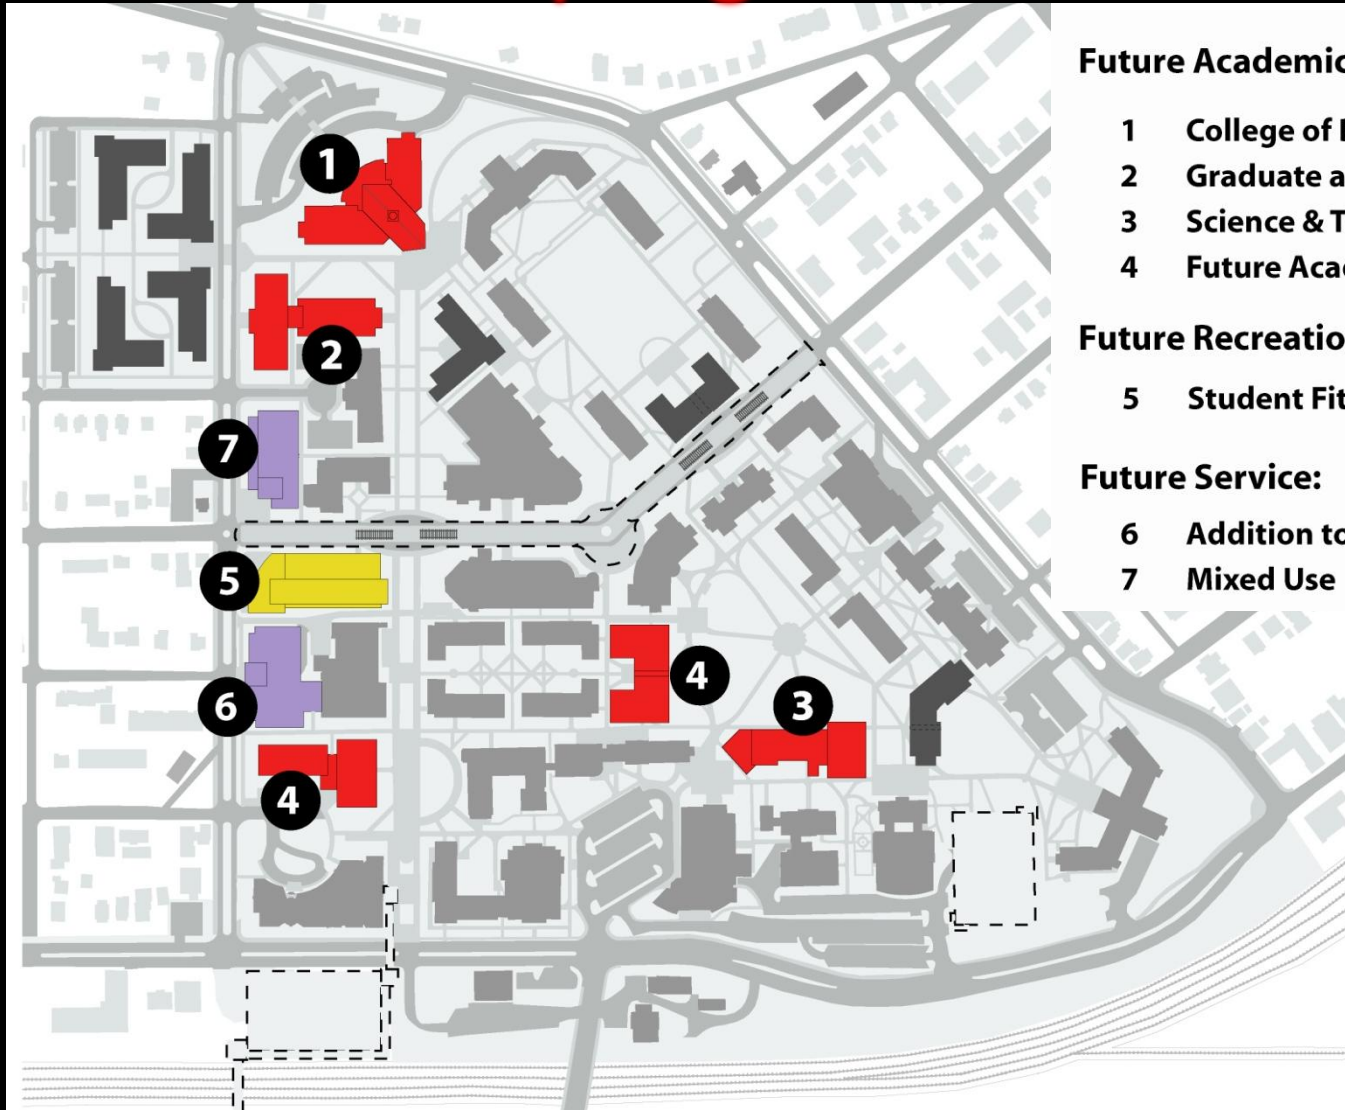 Future Academic
1 College of
2 Graduate a
3 Science & T
4 Future Aca
Future Recreatio
5 Student Fit
Future Service:
6 Addition to
7 Mixed Use
1
2
7
5
4
3
6
4